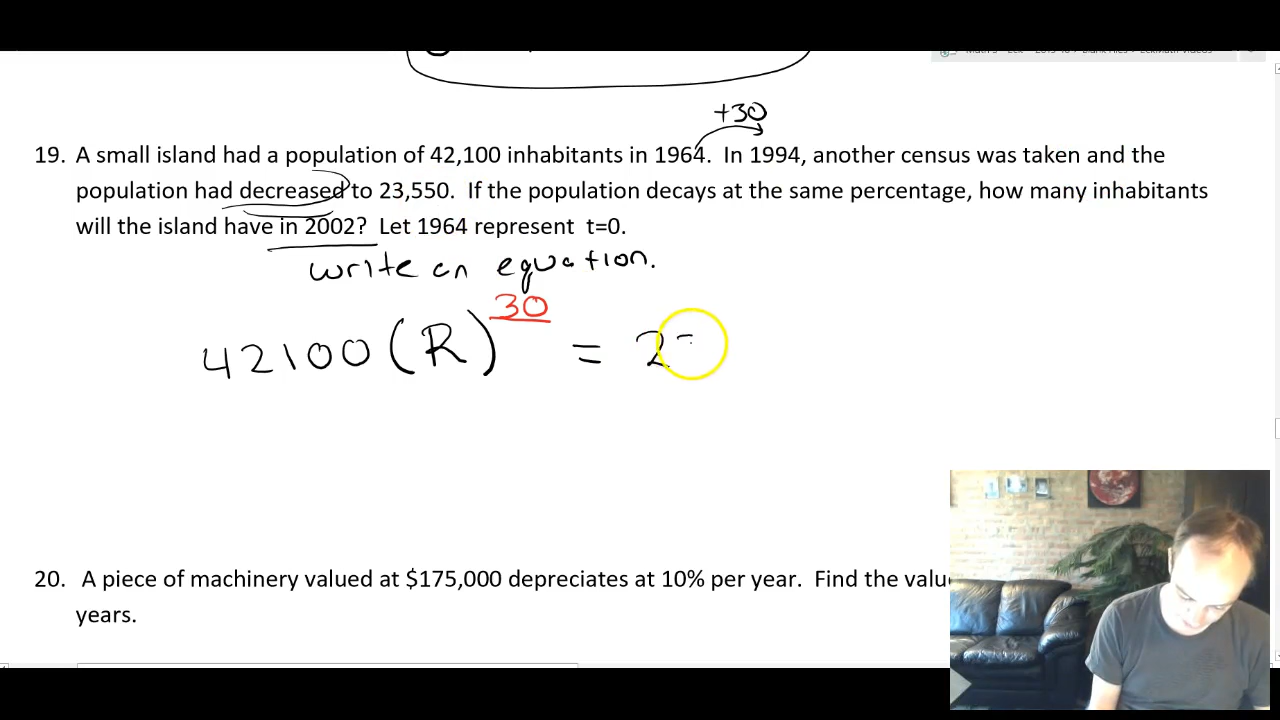 +30
19. A small island had a population of 42,100 inhabitants in 1964. In 1994, another census was taken and the
population had decreased to 23,550. If the population decays at the same percentage, how many inhabitants
will the island have in 2002? Let 1964 represent t=0.
write an equation.
42100(R)^30 = 2
20. A piece of machinery valued at $175,000 depreciates at 10% per year. Find the
years.